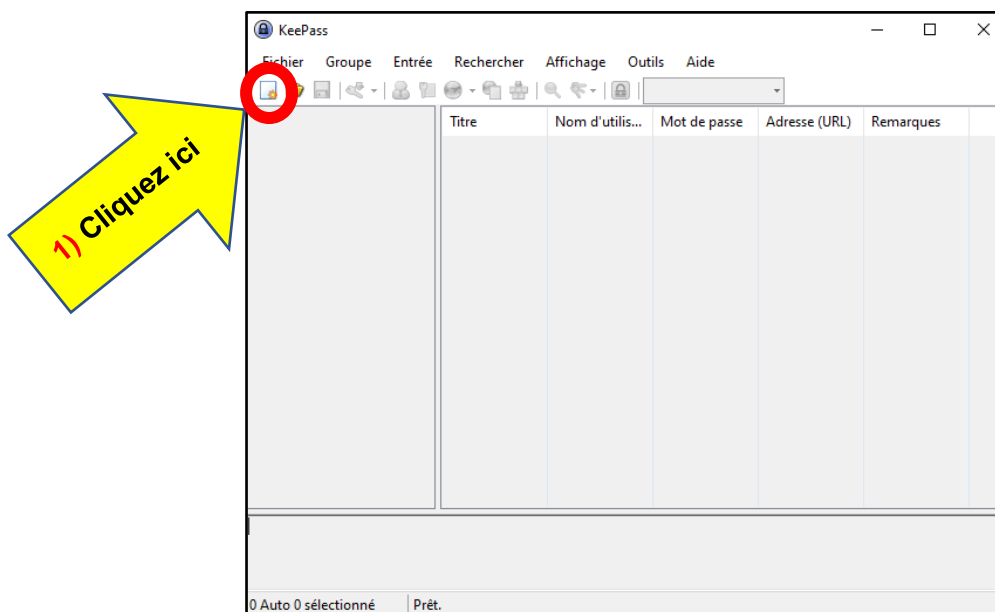 KeePass
Fichier Groupe Entrée Rechercher Affichage Outils Aide
Titre Nom d'utilis... Mot de passe Adresse (URL) Remarques
1) Cliquez ici
0 Auto 0 sélectionné Prêt.